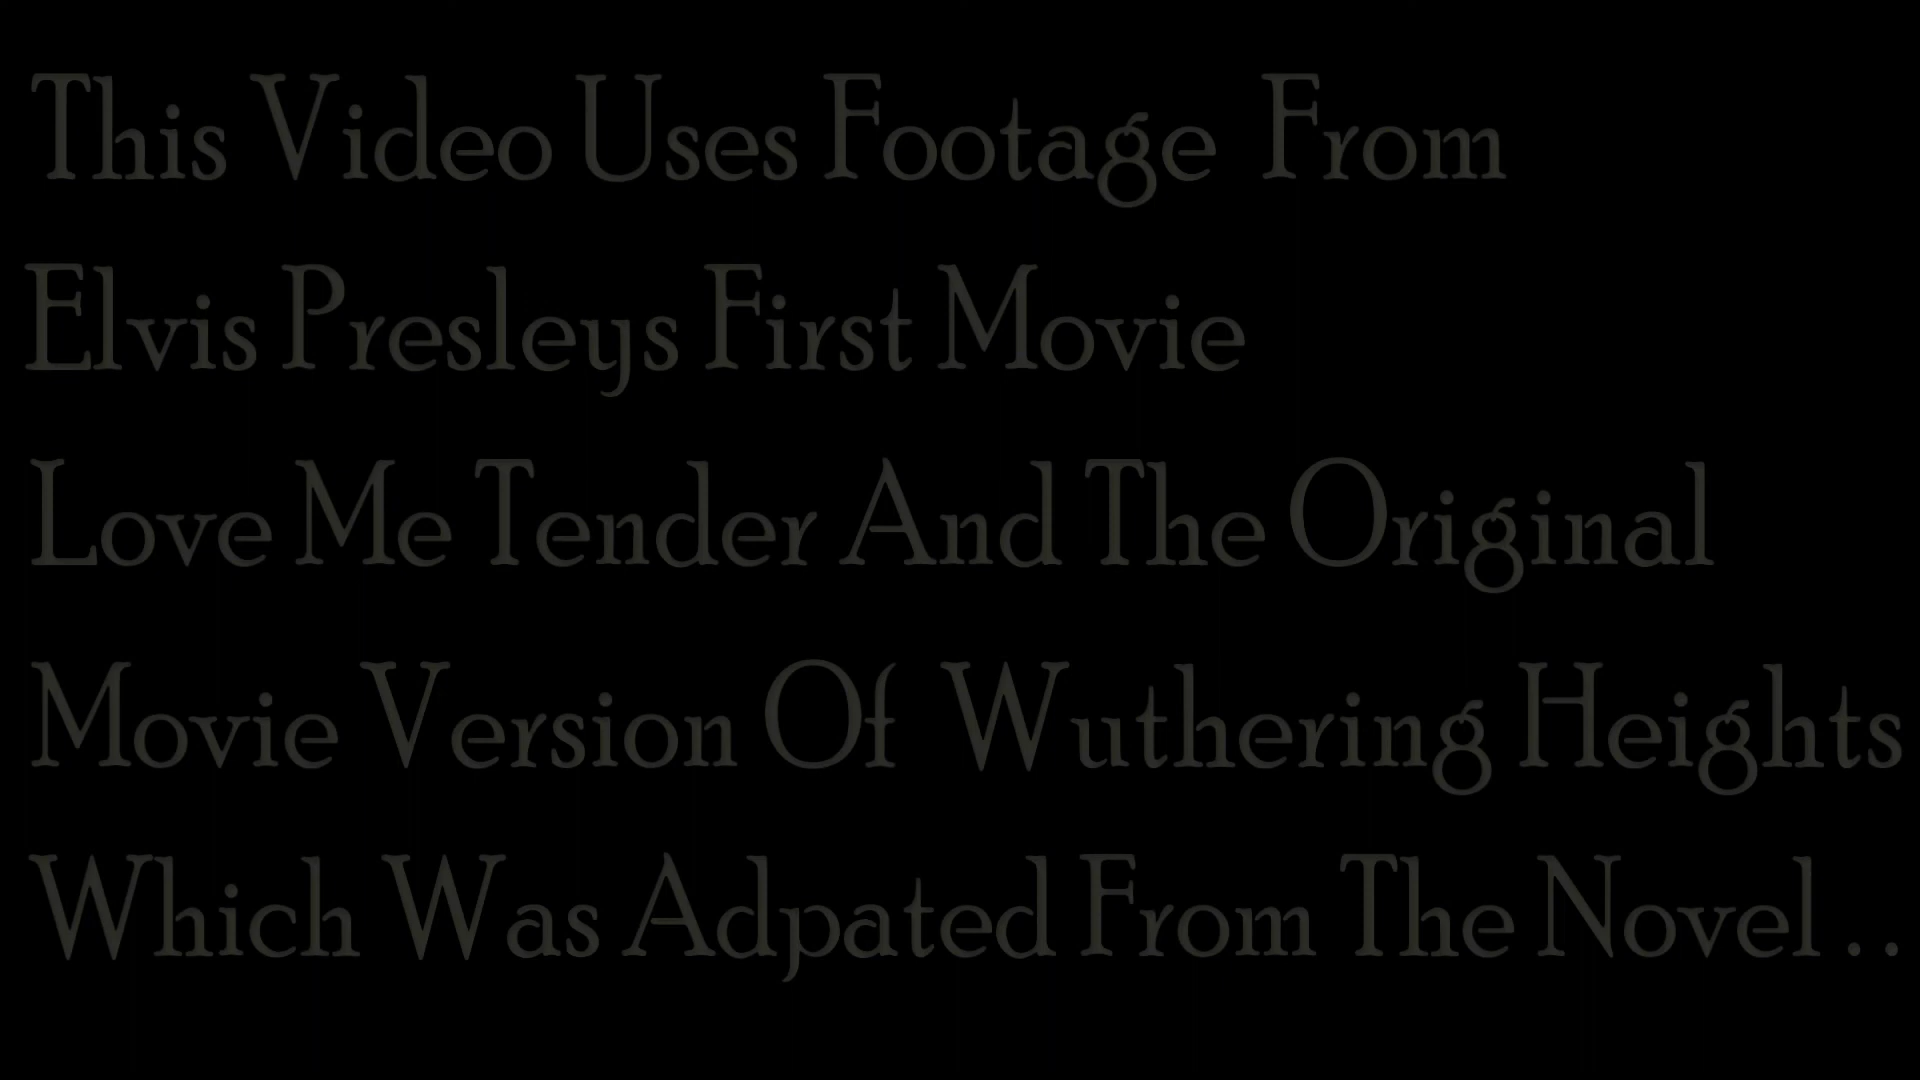 This Video Uses Footage From
Elvis Presleys First Movie
Love Me Tender And The Original
Movie Version Of Wuthering Heights
Which Was Adpated From The Novel . .